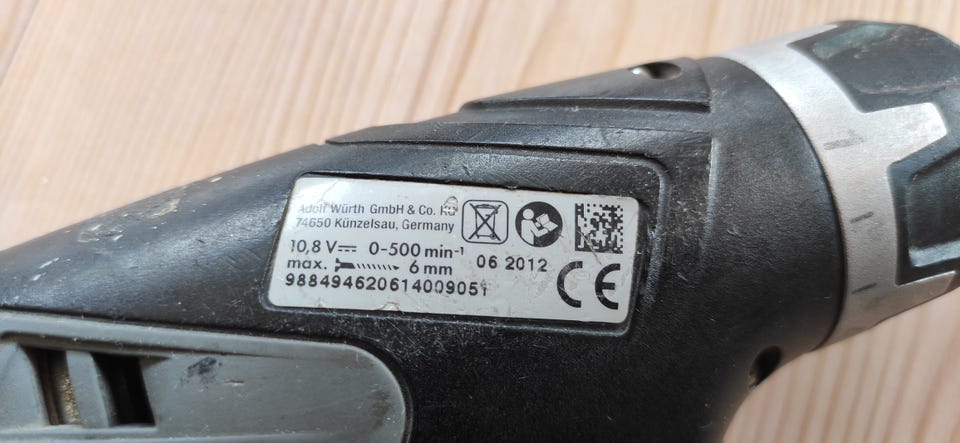 Adolf Würth GmbH & Co. KG
74650 Künzelsau, Germany
10,8 V 0-500 min⁻¹
max. 6 mm
06 2012
988494620614009051
CE